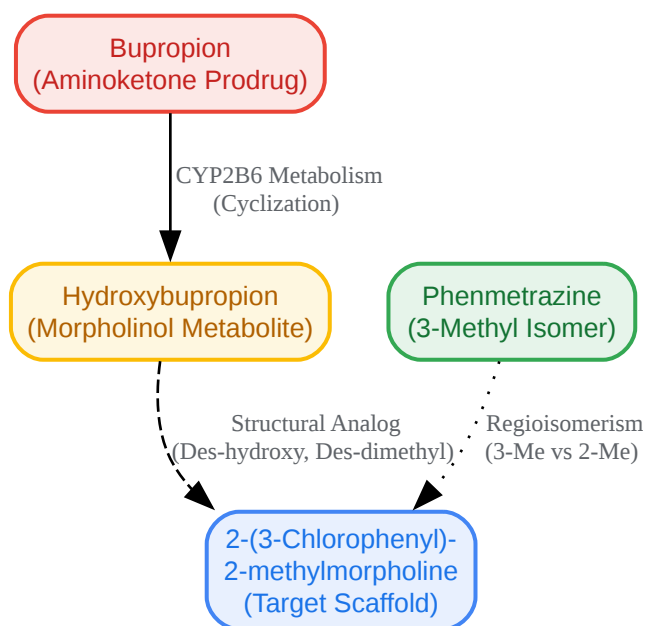 Bupropion
(Aminoketone Prodrug)
CYP2B6 Metabolism
(Cyclization)
Hydroxybupropion
(Morpholinol Metabolite)
Phenmetrazine
(3-Methyl Isomer)
Structural Analog
(Des-hydroxy, Des-dimethyl)
Regioisomerism
(3-Me vs 2-Me)
2-(3-Chlorophenyl)-
2-methylmorpholine
(Target Scaffold)